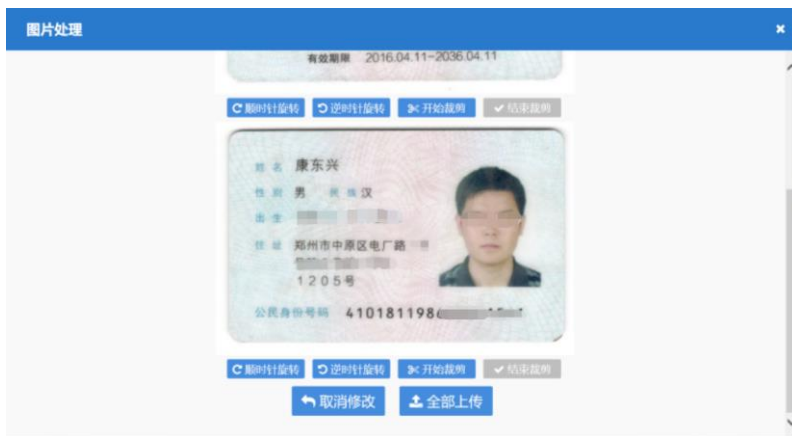 图片处理
有效期限 2016.04.11-2036.04.11
顺时针旋转 逆时针旋转 开始裁剪 结束裁剪
姓名 康东兴
性别 男 民族 汉
出生
住址 郑州市中原区电厂路
1205号
公民身份号码 410181198
顺时针旋转 逆时针旋转 开始裁剪 结束裁剪
取消修改 全部上传